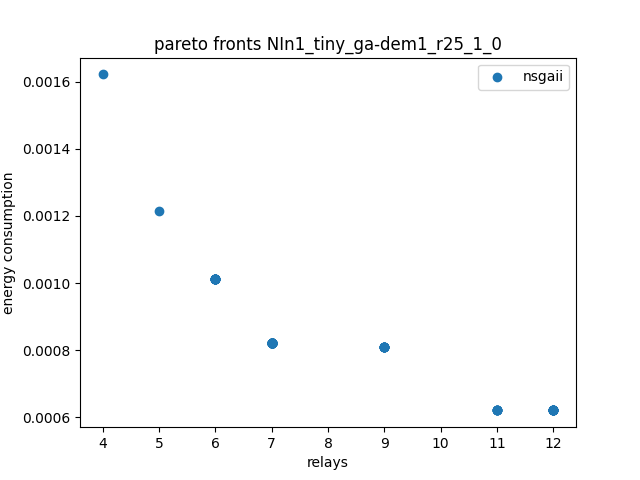 pareto fronts NIn1_tiny_ga-dem1_r25_1_0
nsgaii
0.0016
0.0014
0.0012
0.0010
0.0008
0.0006
energy consumption
4 5 6 7 8 9 10 11 12
relays